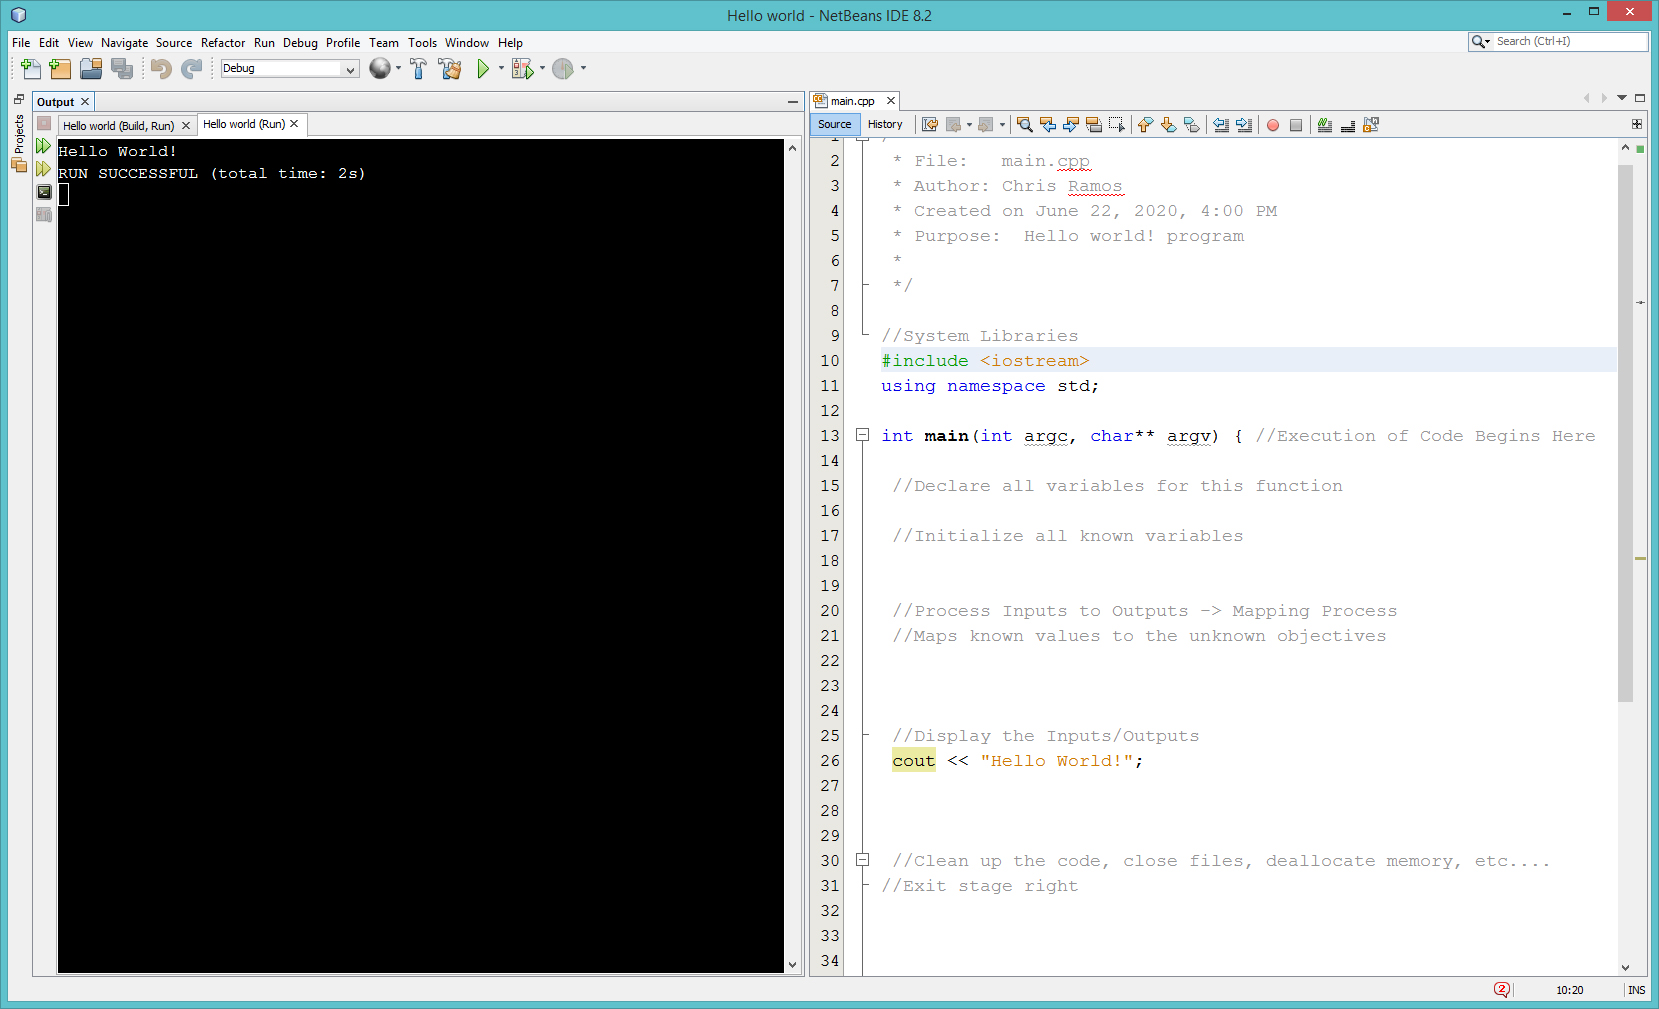 Hello world - NetBeans IDE 8.2
File Edit View Navigate Source Refactor Run Debug Profile Team Tools Window Help
Search (Ctrl+I)
Debug
Output
Projects
Hello world (Build, Run)
Hello world (Run)
Hello World!
RUN SUCCESSFUL (total time: 2s)
main.cpp
Source History
2 * File:   main.cpp
3 * Author: Chris Ramos
4 * Created on June 22, 2020, 4:00 PM
5 * Purpose:  Hello world! program
6 *
7 */
8
9 //System Libraries
10 #include <iostream>
11 using namespace std;
12
13 int main(int argc, char** argv) { //Execution of Code Begins Here
14
15 //Declare all variables for this function
16
17 //Initialize all known variables
18
19
20 //Process Inputs to Outputs -> Mapping Process
21 //Maps known values to the unknown objectives
22
23
24
25 //Display the Inputs/Outputs
26 cout << "Hello World!";
27
28
29
30 //Clean up the code, close files, deallocate memory, etc....
31 //Exit stage right
32
33
34
2
10:20
INS